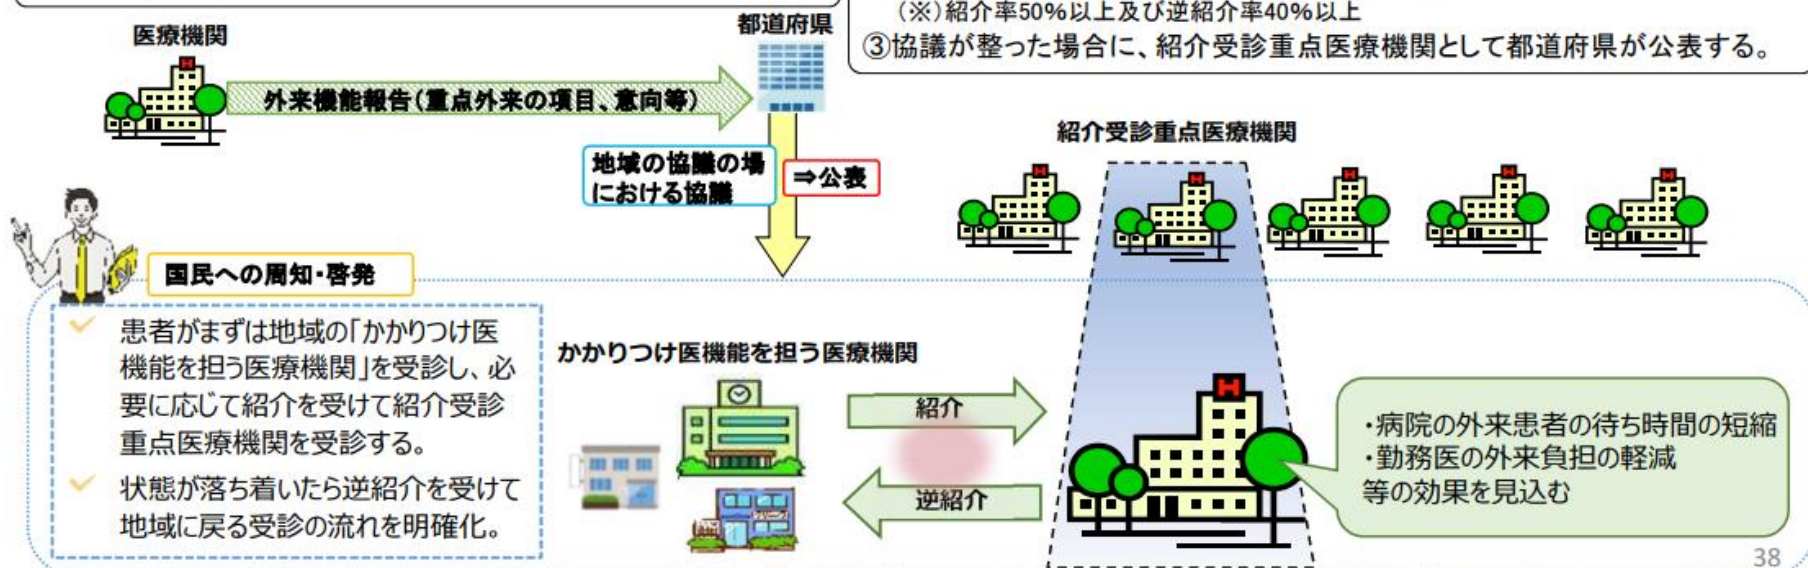 (※)紹介率50%以上及び逆紹介率40%以上
③協議が整った場合に、紹介受診重点医療機関として都道府県が公表する。
医療機関
都道府県
外来機能報告(重点外来の項目、意向等)
地域の協議の場
における協議
⇒公表
紹介受診重点医療機関
H
H
H
H
H
H
国民への周知・啓発
✓ 患者がまずは地域の「かかりつけ医
機能を担う医療機関」を受診し、必
要に応じて紹介を受けて紹介受診
重点医療機関を受診する。
✓ 状態が落ち着いたら逆紹介を受けて
地域に戻る受診の流れを明確化。
かかりつけ医機能を担う医療機関
紹介
逆紹介
H
・病院の外来患者の待ち時間の短縮
・勤務医の外来負担の軽減
等の効果を見込む
38